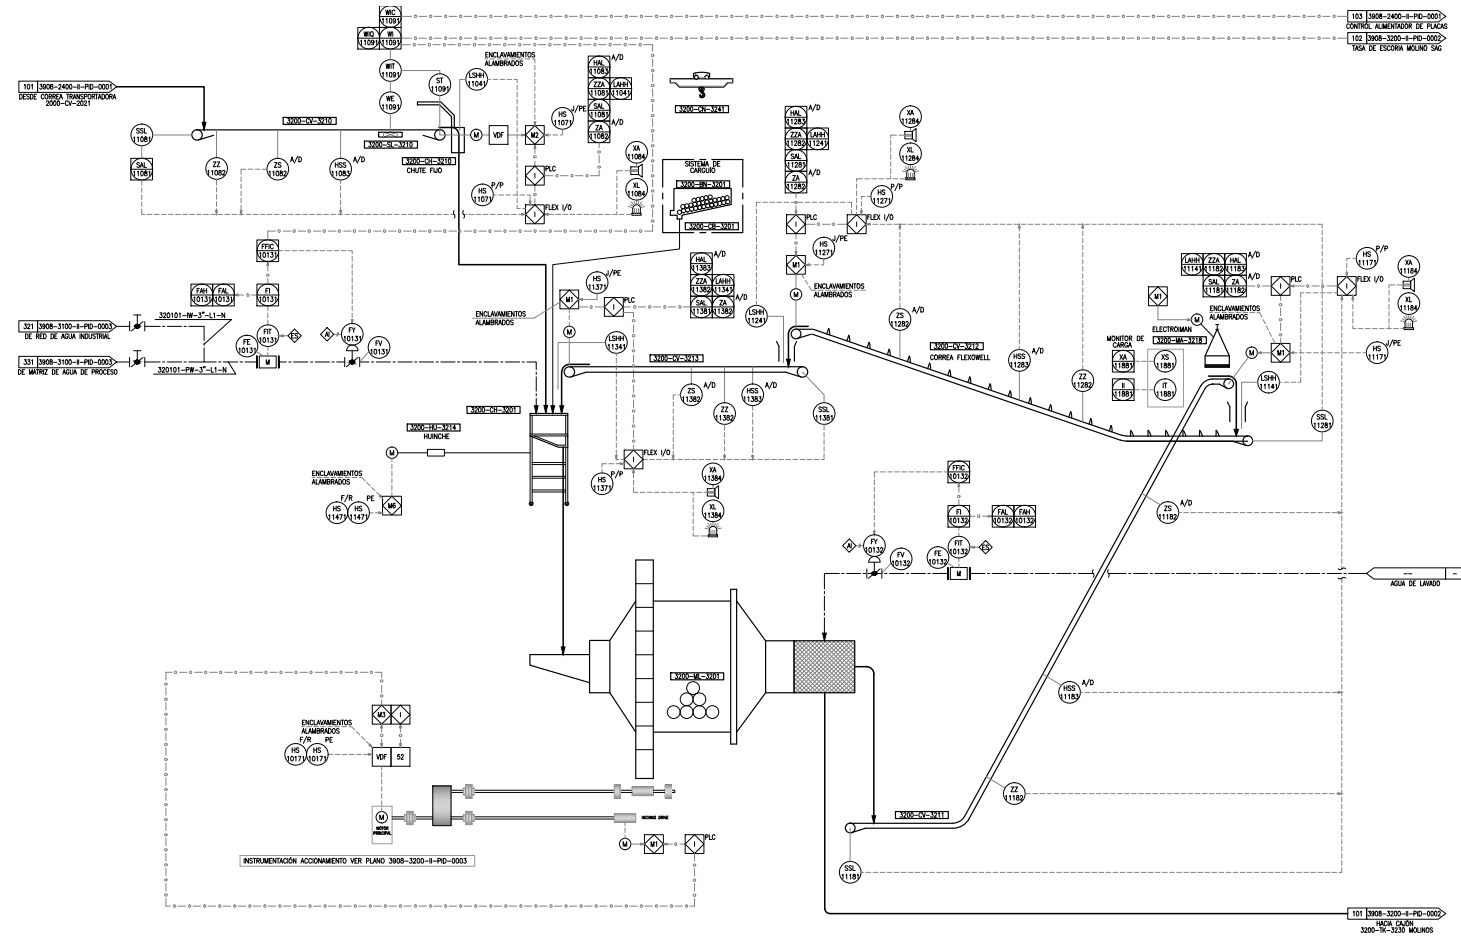 WIC
11091
WIQ
11091
WI
11091
103 3908-2400-II-PID-0001
CONTROL ALIMENTADOR DE PLACAS
102 3908-3200-II-PID-0002
TASA DE ESCORIA MOLINO SAG
101 3908-2400-II-PID-0001
DESDE CORREA TRANSPORTADORA
2000-CV-2021
WIT
11091
ST
11091
WE
11091
LSHH
11041
ENCLAVAMIENTOS
ALAMBRADOS
HAL
11083
A/D
ZZA
11081
LAHH
11041
SAL
11081
ZA
11082
A/D
HS
11071
J/PE
3200-CN-3241
SSL
11081
3200-CV-3210
3200-SL-3210
3200-CH-3210
CHUTE FIJO
M
VDF
M2
SAL
11081
ZZ
11082
ZS
11082
A/D
HSS
11083
A/D
I
PLC
HS
11071
P/P
I
FLEX I/O
XA
11084
XL
11084
SISTEMA DE
CARGUIO
3200-BN-3201
3200-CB-3201
HAL
11283
A/D
ZZA
11282
LAHH
11241
SAL
11281
ZA
11282
A/D
XA
11284
XL
11284
HS
11271
P/P
I
PLC
I
FLEX I/O
HS
11271
J/PE
M1
ENCLAVAMIENTOS
ALAMBRADOS
M
LSHH
11241
FFIC
10131
FAH
10131
FAL
10131
FI
10131
320101-IW-3"-L1-N
321 3908-3100-II-PID-0003
DE RED DE AGUA INDUSTRIAL
331 3908-3100-II-PID-0003
DE MATRIZ DE AGUA DE PROCESO
320101-PW-3"-L1-N
FIT
10131
ES
FE
10131
M
AI
FY
10131
FV
10131
HS
11371
J/PE
M1
I
PLC
ENCLAVAMIENTOS
ALAMBRADOS
HAL
11383
A/D
ZZA
11382
LAHH
11341
SAL
11381
ZA
11382
A/D
M
LSHH
11341
3200-CV-3213
ZS
11382
A/D
ZZ
11382
HSS
11383
A/D
SSL
11381
ZS
11282
A/D
3200-CV-3212
CORREA FLEXOWELL
HSS
11283
A/D
ZZ
11282
M1
M
ELECTROIMAN
3200-MA-3218
MONITOR DE
CARGA
XA
11881
XS
11881
II
11881
IT
11881
LAHH
11141
ZZA
11182
HAL
11183
A/D
SAL
11181
ZA
11182
A/D
ENCLAVAMIENTOS
ALAMBRADOS
I
PLC
I
FLEX I/O
HS
11171
P/P
XA
11184
XL
11184
HS
11171
J/PE
M1
M
LSHH
11141
SSL
11281
3200-CH-3201
3200-HU-3214
HUINCHE
M
ENCLAVAMIENTOS
ALAMBRADOS
F/R PE
HS
11471
HS
11471
M6
I
FLEX I/O
HS
11371
P/P
XA
11384
XL
11384
FFIC
10132
FI
10132
FAL
10132
FAH
10132
AI
FY
10132
FV
10132
FE
10132
FIT
10132
ES
M
ZS
11182
A/D
AGUA DE LAVADO
3200-ML-3201
HSS
11183
A/D
M3
I
ENCLAVAMIENTOS
ALAMBRADOS
F/R PE
HS
10171
HS
10171
VDF
52
M
MOTOR
PRINCIPAL
INCHING DRIVE
M
M1
I
PLC
INSTRUMENTACIÓN ACCIONAMIENTO VER PLANO 3908-3200-II-PID-0003
ZZ
11182
3200-CV-3211
SSL
11181
101 3908-3200-II-PID-0002
HACIA CAJÓN
3200-TK-3230 MOLINOS